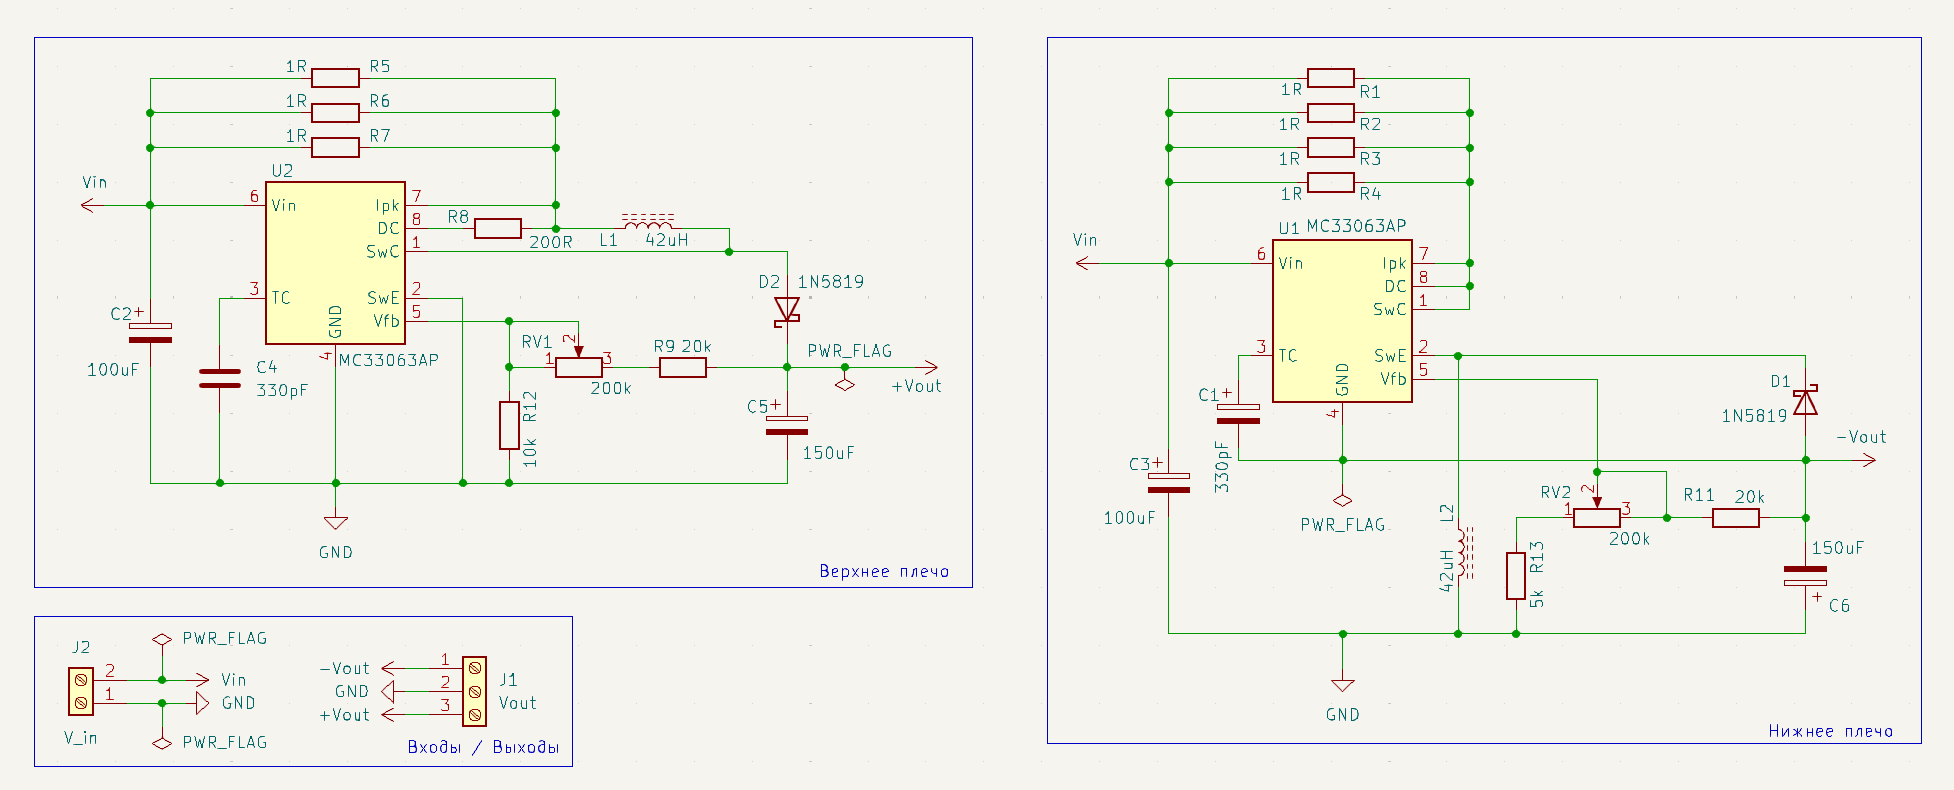 1R R5
1R R6
1R R7
U2
Vin
6 Vin
Ipk 7
DC 8
SwC 1
R8
200R
L1 42uH
3 TC
SwE 2
Vfb 5
GND
4
MC33063AP
D2 1N5819
C2 +
100uF
C4
330pF
RV1
1 2 3
200k
R9 20k
PWR_FLAG
+Vout
R12
10k
C5 +
150uF
GND
Верхнее плечо
1R R1
1R R2
1R R3
1R R4
U1 MC33063AP
Vin
6 Vin
Ipk 7
DC 8
SwC 1
3 TC
SwE 2
Vfb 5
GND
4
C1 +
330pF
D1
1N5819
-Vout
C3 +
100uF
PWR_FLAG
L2
42uH
RV2
1 2 3
200k
R11 20k
R13
5k
150uF
+ C6
GND
Нижнее плечо
J2
2
1
V_in
PWR_FLAG
Vin
GND
PWR_FLAG
-Vout 1
GND 2
+Vout 3
J1
Vout
Входы / Выходы